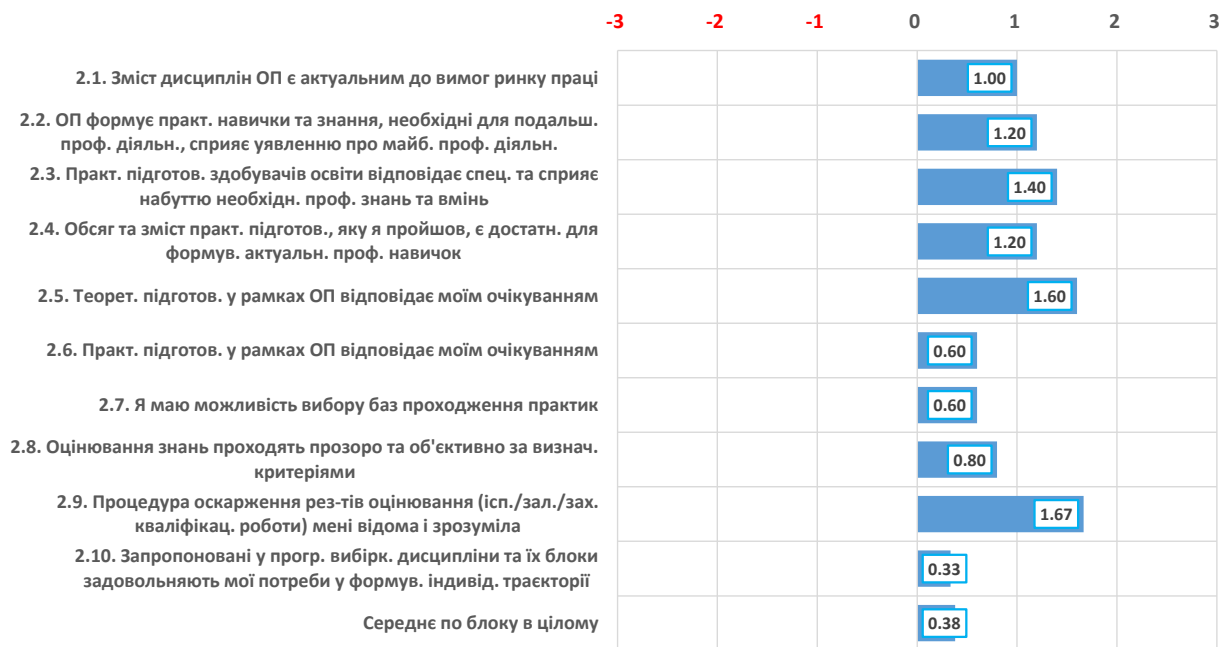 -3 -2 -1 0 1 2 3
2.1. Зміст дисциплін ОП є актуальним до вимог ринку праці
1.00
2.2. ОП формує практ. навички та знання, необхідні для подальш.
проф. діяльн., сприяє уявленню про майб. проф. діяльн.
1.20
2.3. Практ. підготов. здобувачів освіти відповідає спец. та сприяє
набуттю необхідн. проф. знань та вмінь
1.40
2.4. Обсяг та зміст практ. підготов., яку я пройшов, є достатн. для
формув. актуальн. проф. навичок
1.20
2.5. Теорет. підготов. у рамках ОП відповідає моїм очікуванням
1.60
2.6. Практ. підготов. у рамках ОП відповідає моїм очікуванням
0.60
2.7. Я маю можливість вибору баз проходження практик
0.60
2.8. Оцінювання знань проходять прозоро та об'єктивно за визнач.
критеріями
0.80
2.9. Процедура оскарження рез-тів оцінювання (ісп./зал./зах.
кваліфікац. роботи) мені відома і зрозуміла
1.67
2.10. Запропоновані у прогр. вибірк. дисципліни та їх блоки
задовольняють мої потреби у формув. індивід. траєкторії
0.33
Середнє по блоку в цілому
0.38